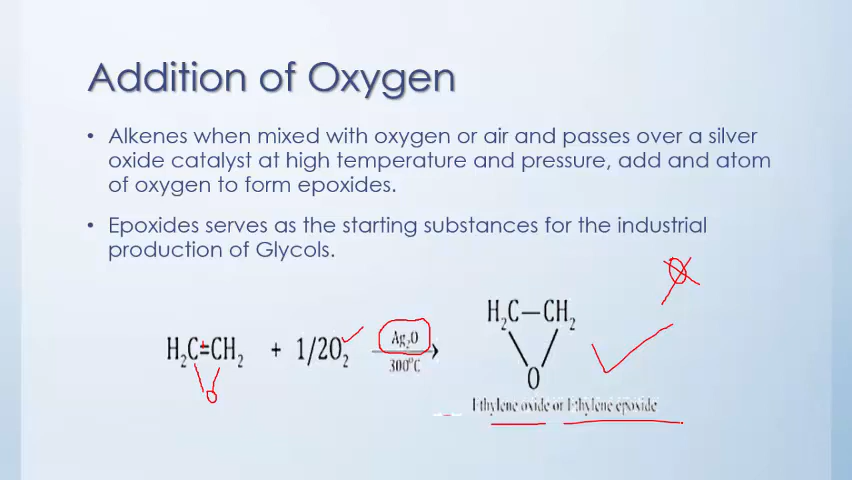 Addition of Oxygen
• Alkenes when mixed with oxygen or air and passes over a silver
oxide catalyst at high temperature and pressure, add and atom
of oxygen to form epoxides.
• Epoxides serves as the starting substances for the industrial
production of Glycols.
H₂C=CH₂ + 1/2O₂ Ag₂O
300°C
H₂C—CH₂
O
Ethylene oxide or Ethylene epoxide